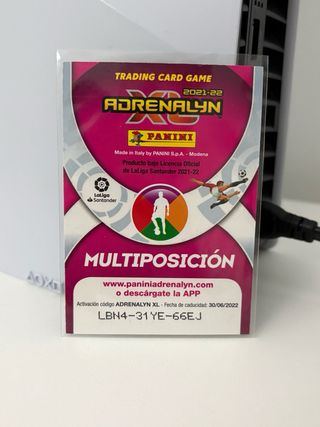 TRADING CARD GAME
2021-22
ADRENALYN
XL
PANINI
Made in Italy by PANINI S.p.A. - Modena
Producto bajo Licencia Oficial
de LaLiga Santander 2021-22
LaLiga
Santander
MULTIPOSICIÓN
www.paniniadrenalyn.com
o descárgate la APP
Activación código ADRENALYN XL - Fecha de caducidad: 30/06/2022
LBN4-31YE-66EJ